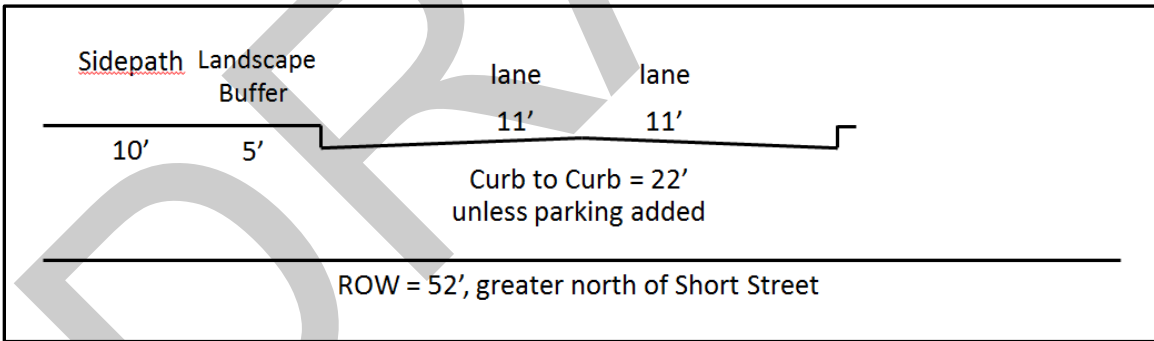 Sidepath
Landscape
Buffer
lane
lane
11’
11’
10’
5’
Curb to Curb = 22’
unless parking added
ROW = 52’, greater north of Short Street
DRA